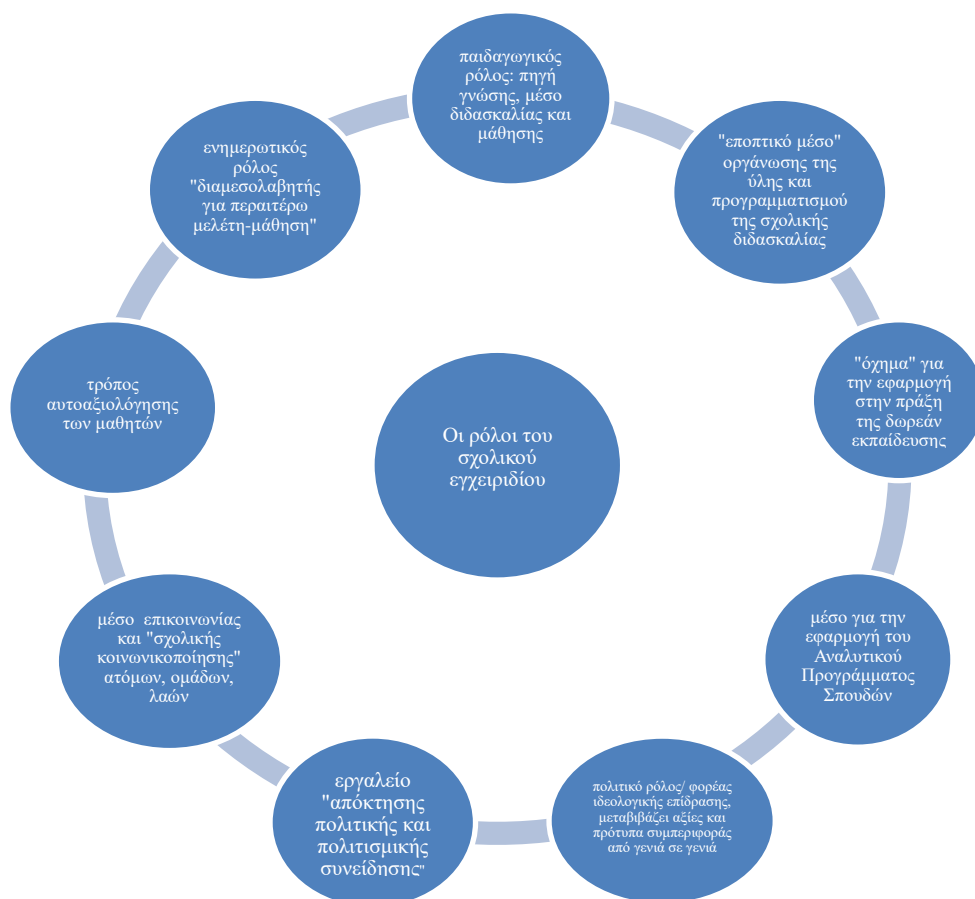 παιδαγωγικός
ρόλος: πηγή
γνώσης, μέσο
διδασκαλίας και
μάθησης
"εποπτικό μέσο"
οργάνωσης της
ύλης και
προγραμματισμού
της σχολικής
διδασκαλίας
"όχημα" για
την εφαρμογή
στην πράξη
της δωρεάν
εκπαίδευσης
μέσο για την
εφαρμογή του
Αναλυτικού
Προγράμματος
Σπουδών
πολιτικό ρόλος/ φορέας
ιδεολογικής επίδρασης,
μεταβιβάζει αξίες και
πρότυπα συμπεριφοράς
από γενιά σε γενιά
εργαλείο
"απόκτησης
πολιτικής και
πολιτισμικής
συνείδησης"
μέσο επικοινωνίας
και "σχολικής
κοινωνικοποίησης"
ατόμων, ομάδων,
λαών
τρόπος
αυτοαξιολόγησης
των μαθητών
ενημερωτικός
ρόλος
"διαμεσολαβητής
για περαιτέρω
μελέτη-μάθηση"
Οι ρόλοι του
σχολικού
εγχειριδίου